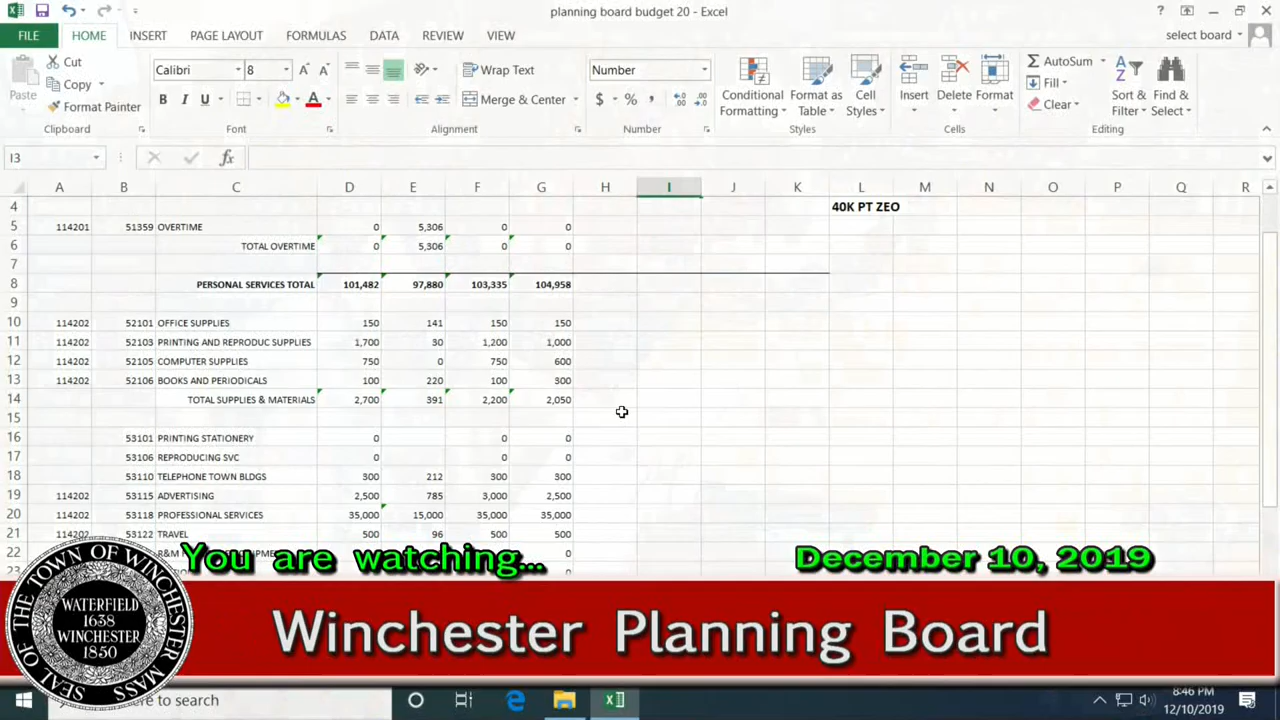 planning board budget 20 - Excel
FILE HOME INSERT PAGE LAYOUT FORMULAS DATA REVIEW VIEW select board
Paste Cut Copy Format Painter Clipboard
Calibri 8 Font
Wrap Text Merge & Center Alignment
Number $ % , Number
Conditional Formatting Format as Table Cell Styles Styles
Insert Delete Format Cells
AutoSum Fill Clear Sort & Filter Find & Select Editing
I3 fx
A B C D E F G H I J K L M N O P Q R
4 40K PT ZEO
5 114201 51359 OVERTIME 0 5,306 0 0
6 TOTAL OVERTIME 0 5,306 0 0
7
8 PERSONAL SERVICES TOTAL 101,482 97,880 103,335 104,958
9
10 114202 52101 OFFICE SUPPLIES 150 141 150 150
11 114202 52103 PRINTING AND REPRODUC SUPPLIES 1,700 30 1,200 1,000
12 114202 52105 COMPUTER SUPPLIES 750 0 750 600
13 114202 52106 BOOKS AND PERIODICALS 100 220 100 300
14 TOTAL SUPPLIES & MATERIALS 2,700 391 2,200 2,050
15
16 53101 PRINTING STATIONERY 0 0 0
17 53106 REPRODUCING SVC 0 0 0
18 53110 TELEPHONE TOWN BLDGS 300 212 300 300
19 114202 53115 ADVERTISING 2,500 785 3,000 2,500
20 114202 53118 PROFESSIONAL SERVICES 35,000 15,000 35,000 35,000
21 114202 53122 TRAVEL 500 96 500 500
22 R&M 0
23 0
You are watching... December 10, 2019
Winchester Planning Board
THE TOWN OF WINCHESTER
WATERFIELD
1638
WINCHESTER
1850
SEAL OF MASS
here to search
8:46 PM
12/10/2019